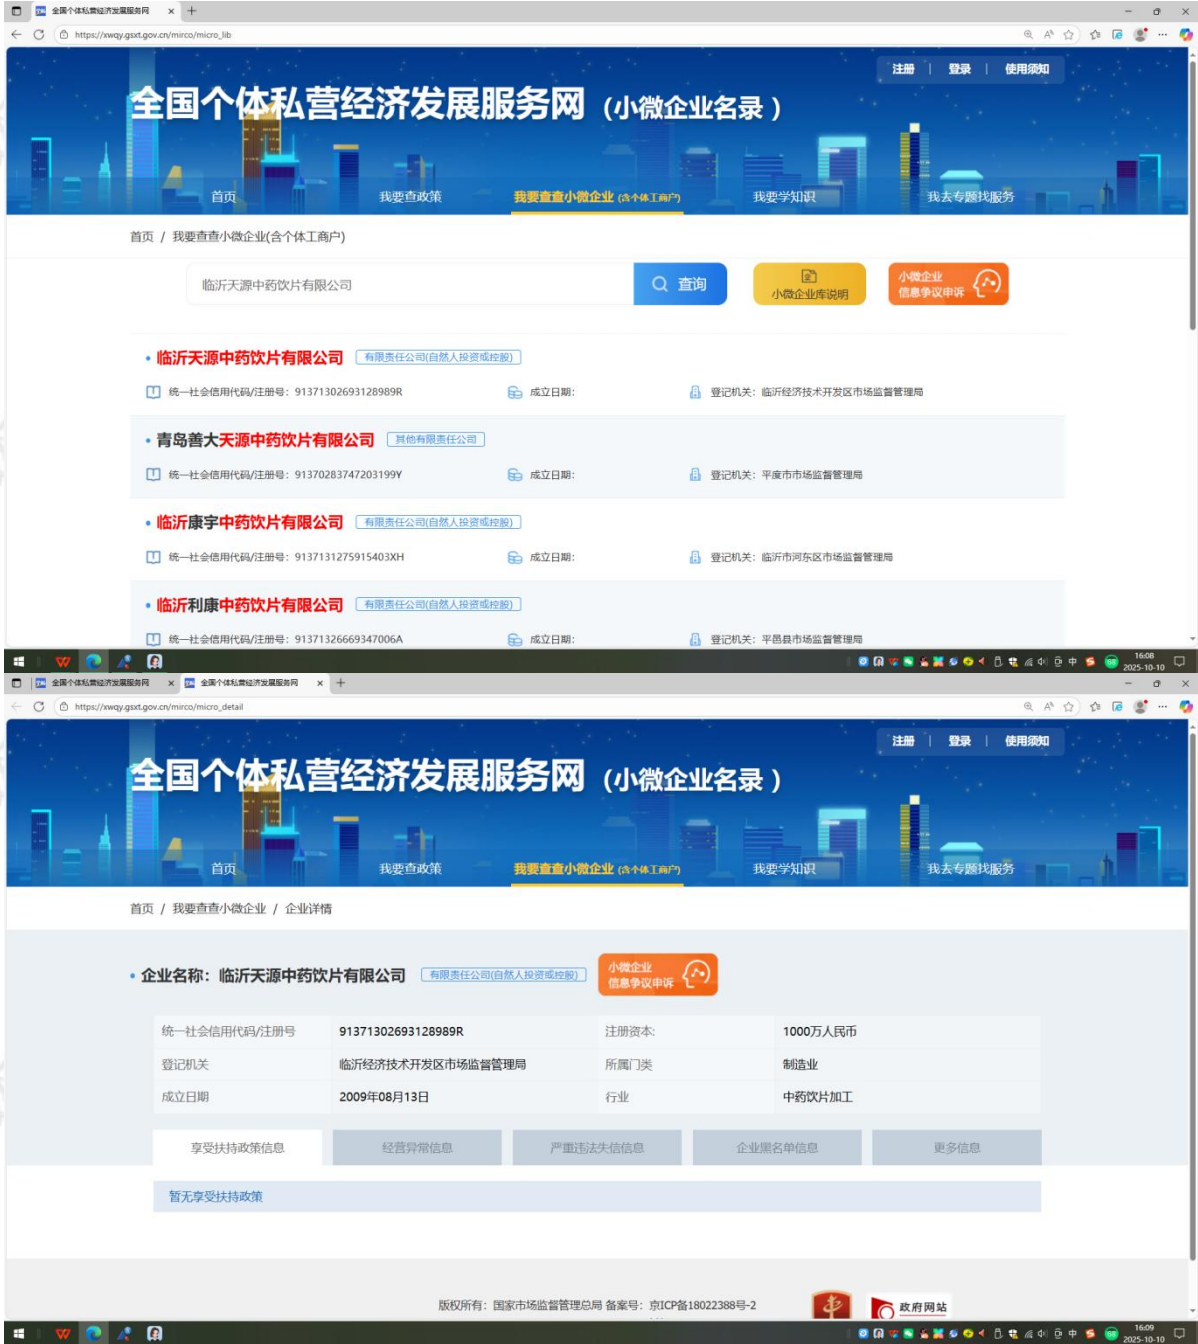 全国个体私营经济发展服务网
https://xwqy.gsxt.gov.cn/mirco/micro_lib
注册 | 登录 | 使用须知
全国个体私营经济发展服务网（小微企业名录）
首页 我要查政策 我要查查小微企业(含个体工商户) 我要学知识 我去专题找服务
首页 / 我要查查小微企业(含个体工商户)
临沂天源中药饮片有限公司 查询 小微企业库说明 小微企业
信息争议申诉
临沂天源中药饮片有限公司 有限责任公司(自然人投资或控股)
统一社会信用代码/注册号：91371302693128989R 成立日期: 登记机关：临沂经济技术开发区市场监督管理局
青岛善大天源中药饮片有限公司 其他有限责任公司
统一社会信用代码/注册号：91370283747203199Y 成立日期: 登记机关：平度市市场监督管理局
临沂康宇中药饮片有限公司 有限责任公司(自然人投资或控股)
统一社会信用代码/注册号：9137131275915403XH 成立日期: 登记机关：临沂市河东区市场监督管理局
临沂利康中药饮片有限公司 有限责任公司(自然人投资或控股)
统一社会信用代码/注册号：91371326669347006A 成立日期: 登记机关：平邑县市场监督管理局
中 16:08
2025-10-10
全国个体私营经济发展服务网 全国个体私营经济发展服务网
https://xwqy.gsxt.gov.cn/mirco/micro_detail
注册 | 登录 | 使用须知
全国个体私营经济发展服务网（小微企业名录）
首页 我要查政策 我要查查小微企业(含个体工商户) 我要学知识 我去专题找服务
首页 / 我要查查小微企业 / 企业详情
企业名称：临沂天源中药饮片有限公司 有限责任公司(自然人投资或控股) 小微企业
信息争议申诉
统一社会信用代码/注册号 91371302693128989R 注册资本: 1000万人民币
登记机关 临沂经济技术开发区市场监督管理局 所属门类 制造业
成立日期 2009年08月13日 行业 中药饮片加工
享受扶持政策信息 经营异常信息 严重违法失信信息 企业黑名单信息 更多信息
暂无享受扶持政策
版权所有：国家市场监督管理总局 备案号：京ICP备18022388号-2 政府网站
中 16:09
2025-10-10